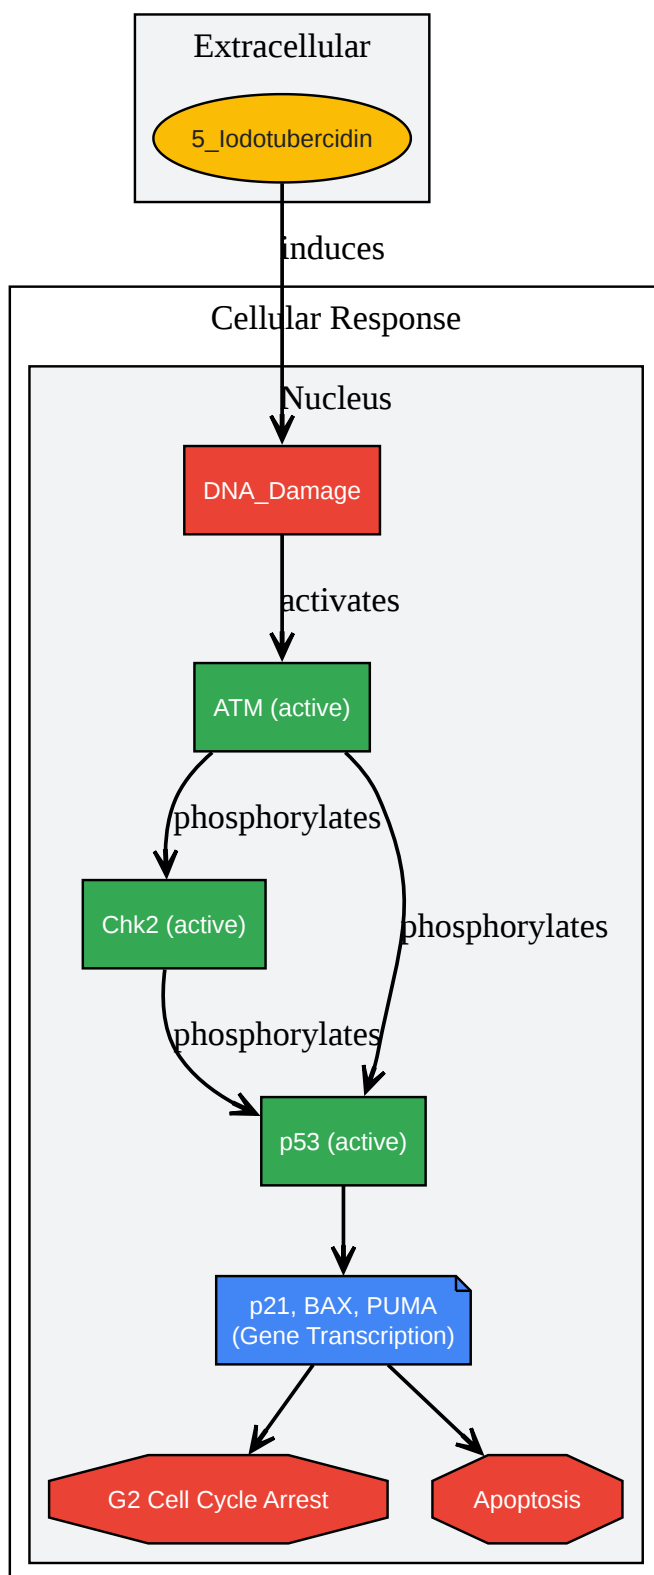 Extracellular
5_Iodotubercidin
induces
Cellular Response
Nucleus
DNA_Damage
activates
ATM (active)
phosphorylates
Chk2 (active)
phosphorylates
phosphorylates
p53 (active)
p21, BAX, PUMA
(Gene Transcription)
G2 Cell Cycle Arrest
Apoptosis